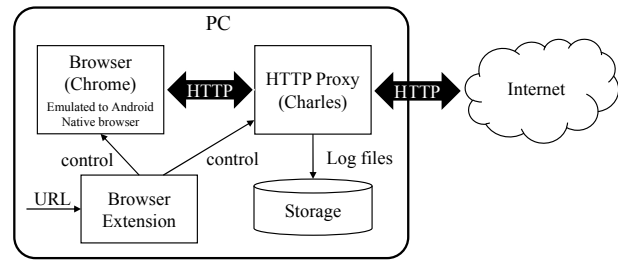 PC
Browser
(Chrome)
Emulated to Android
Native browser
HTTP
HTTP Proxy
(Charles)
HTTP
Internet
control
control
Log files
URL
Browser
Extension
Storage